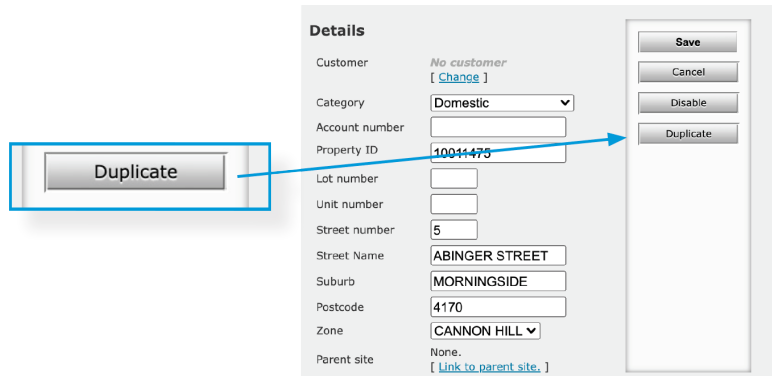 Duplicate
Details
Customer No customer
[ Change ]
Category Domestic
Account number
Property ID 10011475
Lot number
Unit number
Street number 5
Street Name ABINGER STREET
Suburb MORNINGSIDE
Postcode 4170
Zone CANNON HILL
Parent site None.
[ Link to parent site. ]
Save
Cancel
Disable
Duplicate